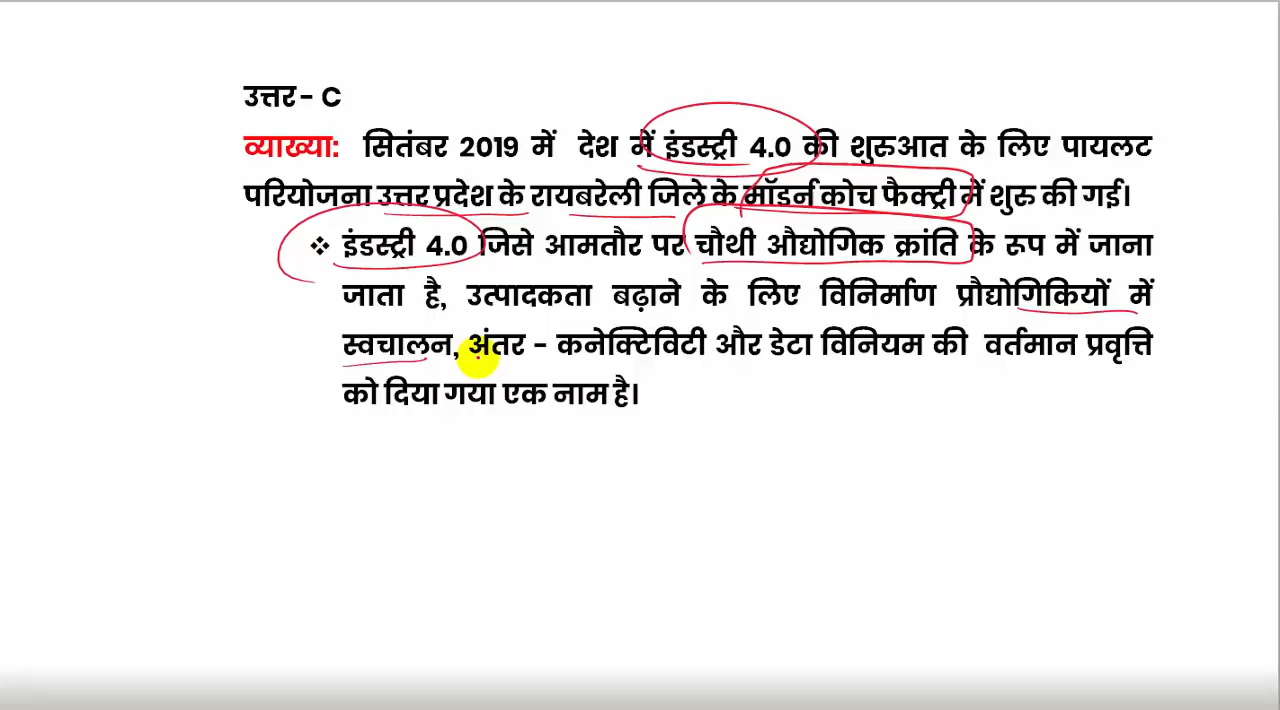 उत्तर - C
व्याख्या: सितंबर 2019 में देश में इंडस्ट्री 4.0 की शुरुआत के लिए पायलट
परियोजना उत्तर प्रदेश के रायबरेली जिले के मॉडर्न कोच फैक्ट्री में शुरु की गई।
❖ इंडस्ट्री 4.0 जिसे आमतौर पर चौथी औद्योगिक क्रांति के रूप में जाना
जाता है, उत्पादकता बढ़ाने के लिए विनिर्माण प्रौद्योगिकियों में
स्वचालन, अंतर - कनेक्टिविटी और डेटा विनियम की वर्तमान प्रवृत्ति
को दिया गया एक नाम है।